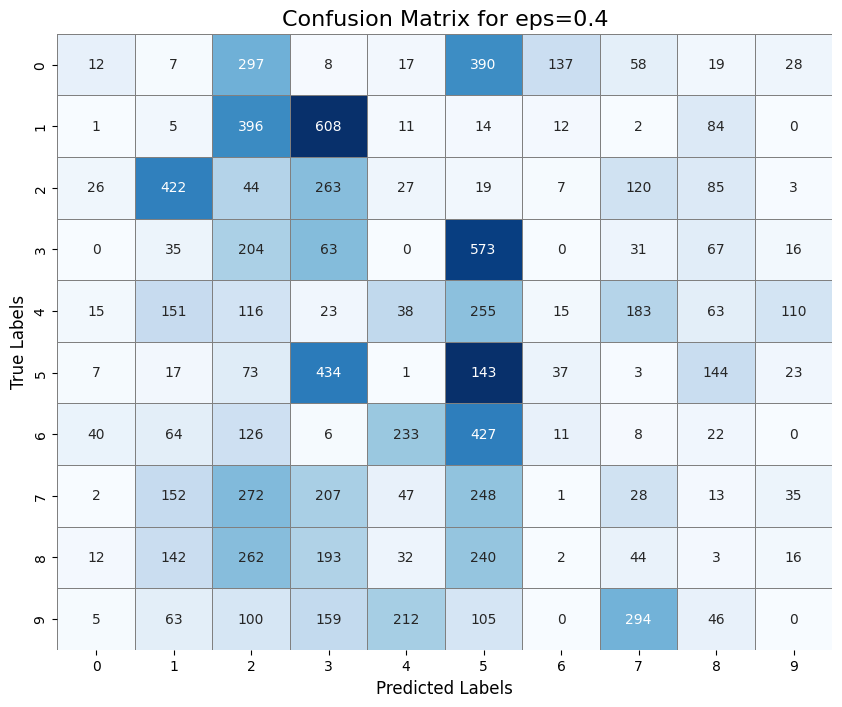 Confusion Matrix for eps=0.4
0 12 7 297 8 17 390 137 58 19 28
1 1 5 396 608 11 14 12 2 84 0
2 26 422 44 263 27 19 7 120 85 3
3 0 35 204 63 0 573 0 31 67 16
4 15 151 116 23 38 255 15 183 63 110
5 7 17 73 434 1 143 37 3 144 23
6 40 64 126 6 233 427 11 8 22 0
7 2 152 272 207 47 248 1 28 13 35
8 12 142 262 193 32 240 2 44 3 16
9 5 63 100 159 212 105 0 294 46 0
0 1 2 3 4 5 6 7 8 9
True Labels
Predicted Labels